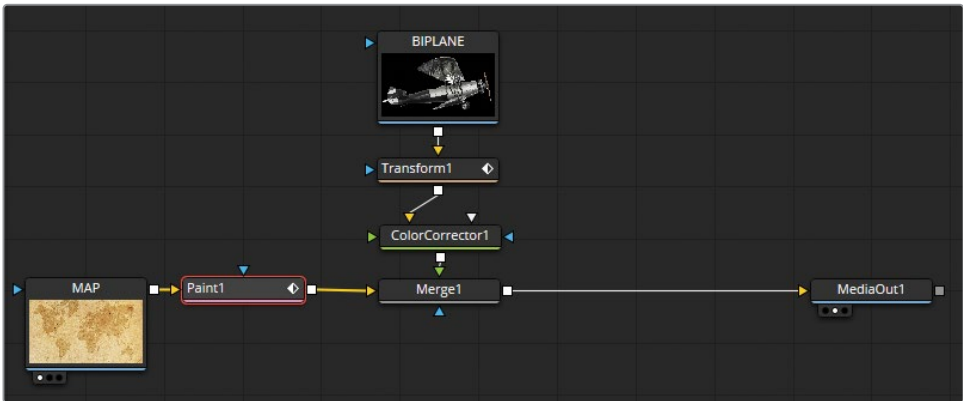 BIPLANE
Transform1
ColorCorrector1
MAP
Paint1
Merge1
MediaOut1